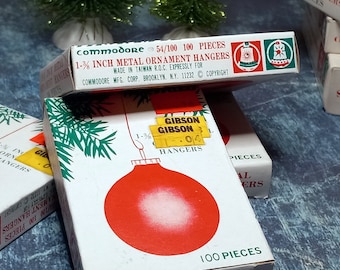 Commodore 54/100 100 PIECES
1-⅜ INCH METAL ORNAMENT HANGERS
MADE IN TAIWAN R.O.C. EXPRESSLY FOR
COMMODORE MFG. CORP. BROOKLYN, N.Y. 11232 © COPYRIGHT
GIBSON
GIBSON
HANGERS
100 PIECES
PIECES